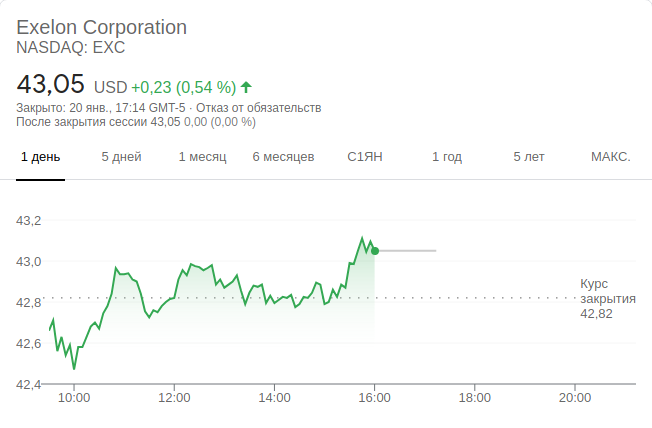 Exelon Corporation
NASDAQ: EXC
43,05 USD +0,23 (0,54 %)
Закрыто: 20 янв., 17:14 GMT-5 · Отказ от обязательств
После закрытия сессии 43,05 0,00 (0,00 %)
1 день 5 дней 1 месяц 6 месяцев С1ЯН 1 год 5 лет МАКС.
43,2
43,0
42,8
42,6
42,4
Курс
закрытия
42,82
10:00 12:00 14:00 16:00 18:00 20:00